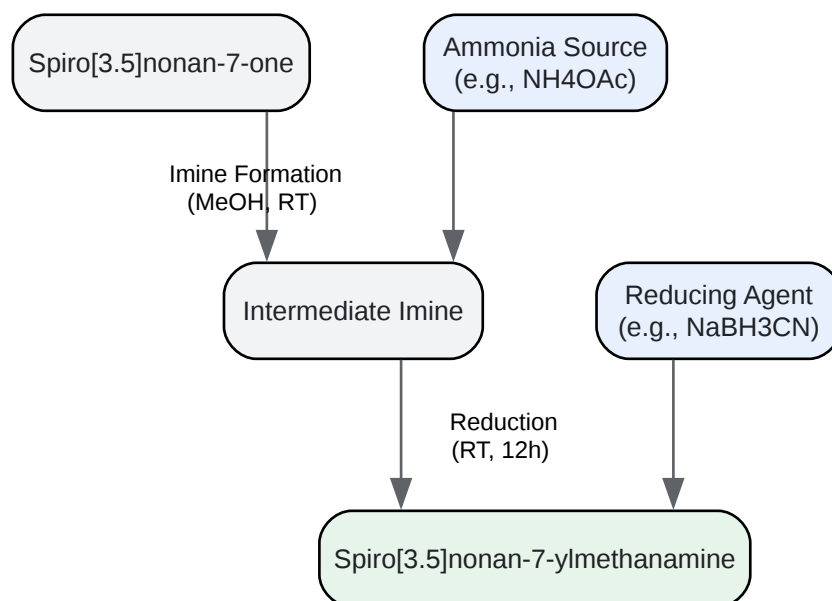 Spiro[3.5]nonan-7-one
Ammonia Source
(e.g., NH4OAc)
Imine Formation
(MeOH, RT)
Intermediate Imine
Reducing Agent
(e.g., NaBH3CN)
Reduction
(RT, 12h)
Spiro[3.5]nonan-7-ylmethanamine